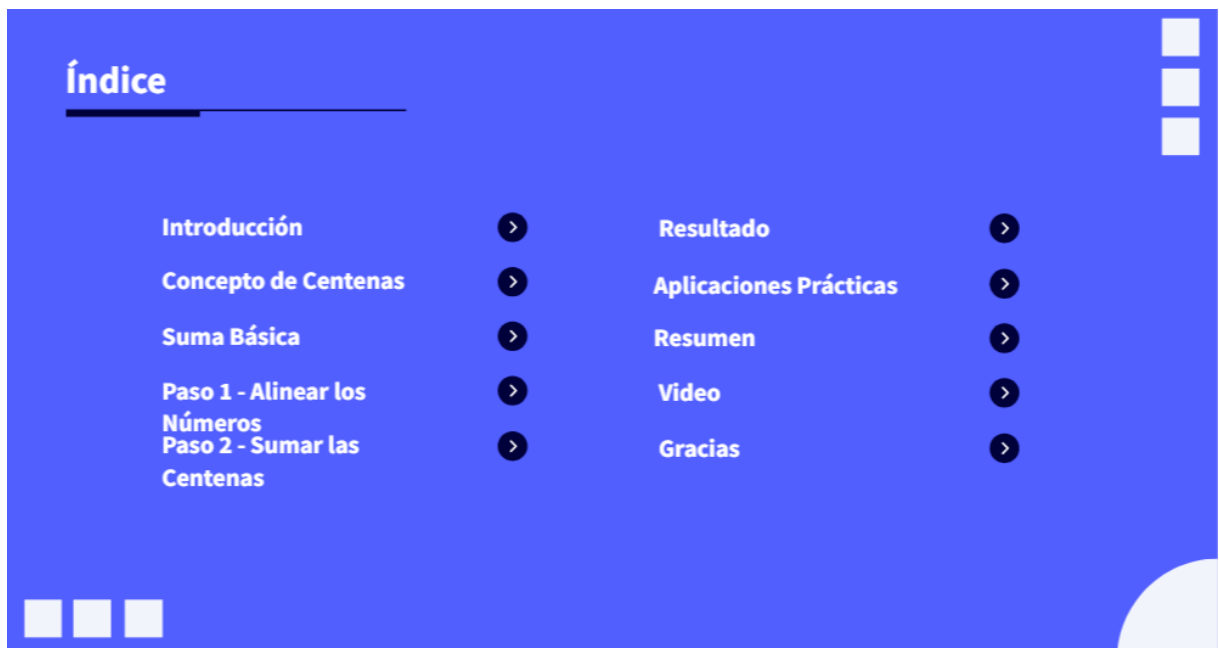 Índice
Introducción
Concepto de Centenas
Suma Básica
Paso 1 - Alinear los
Números
Paso 2 - Sumar las
Centenas
Resultado
Aplicaciones Prácticas
Resumen
Video
Gracias